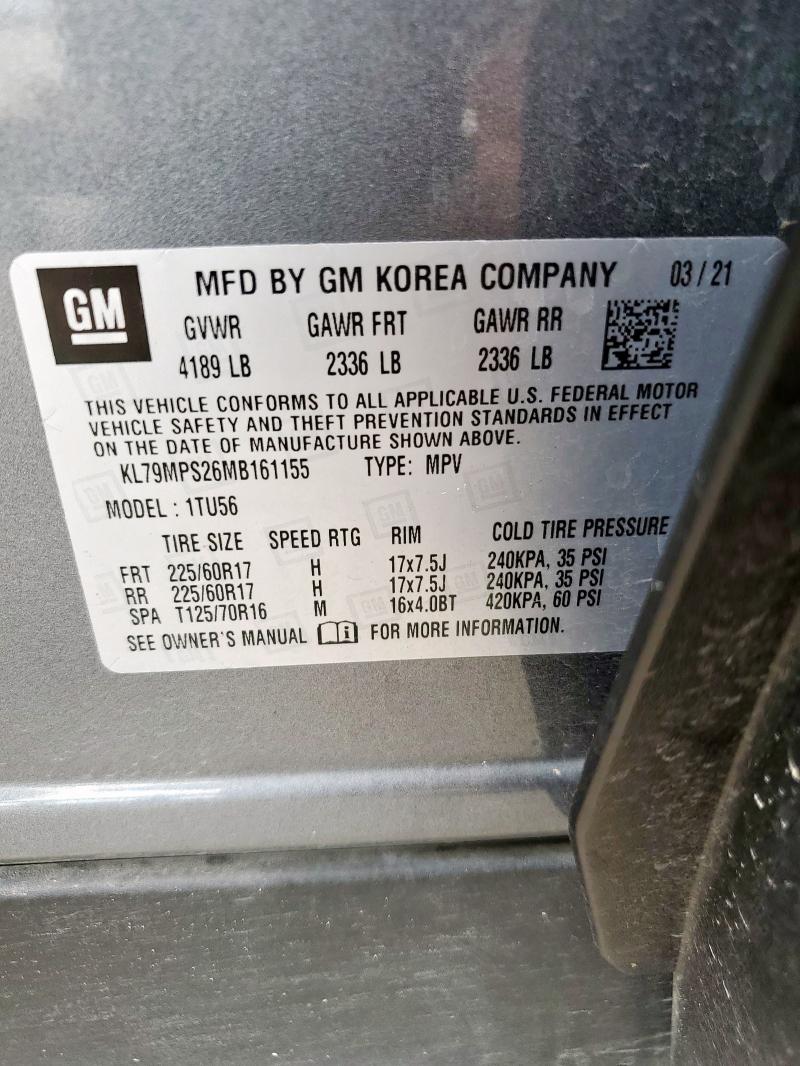 GM
MFD BY GM KOREA COMPANY 03 / 21
GVWR GAWR FRT GAWR RR
4189 LB 2336 LB 2336 LB
THIS VEHICLE CONFORMS TO ALL APPLICABLE U.S. FEDERAL MOTOR
VEHICLE SAFETY AND THEFT PREVENTION STANDARDS IN EFFECT
ON THE DATE OF MANUFACTURE SHOWN ABOVE.
KL79MPS26MB161155 TYPE: MPV
MODEL : 1TU56
TIRE SIZE SPEED RTG RIM COLD TIRE PRESSURE
FRT 225/60R17 H 17x7.5J 240KPA, 35 PSI
RR 225/60R17 H 17x7.5J 240KPA, 35 PSI
SPA T125/70R16 M 16x4.0BT 420KPA, 60 PSI
SEE OWNER'S MANUAL FOR MORE INFORMATION.